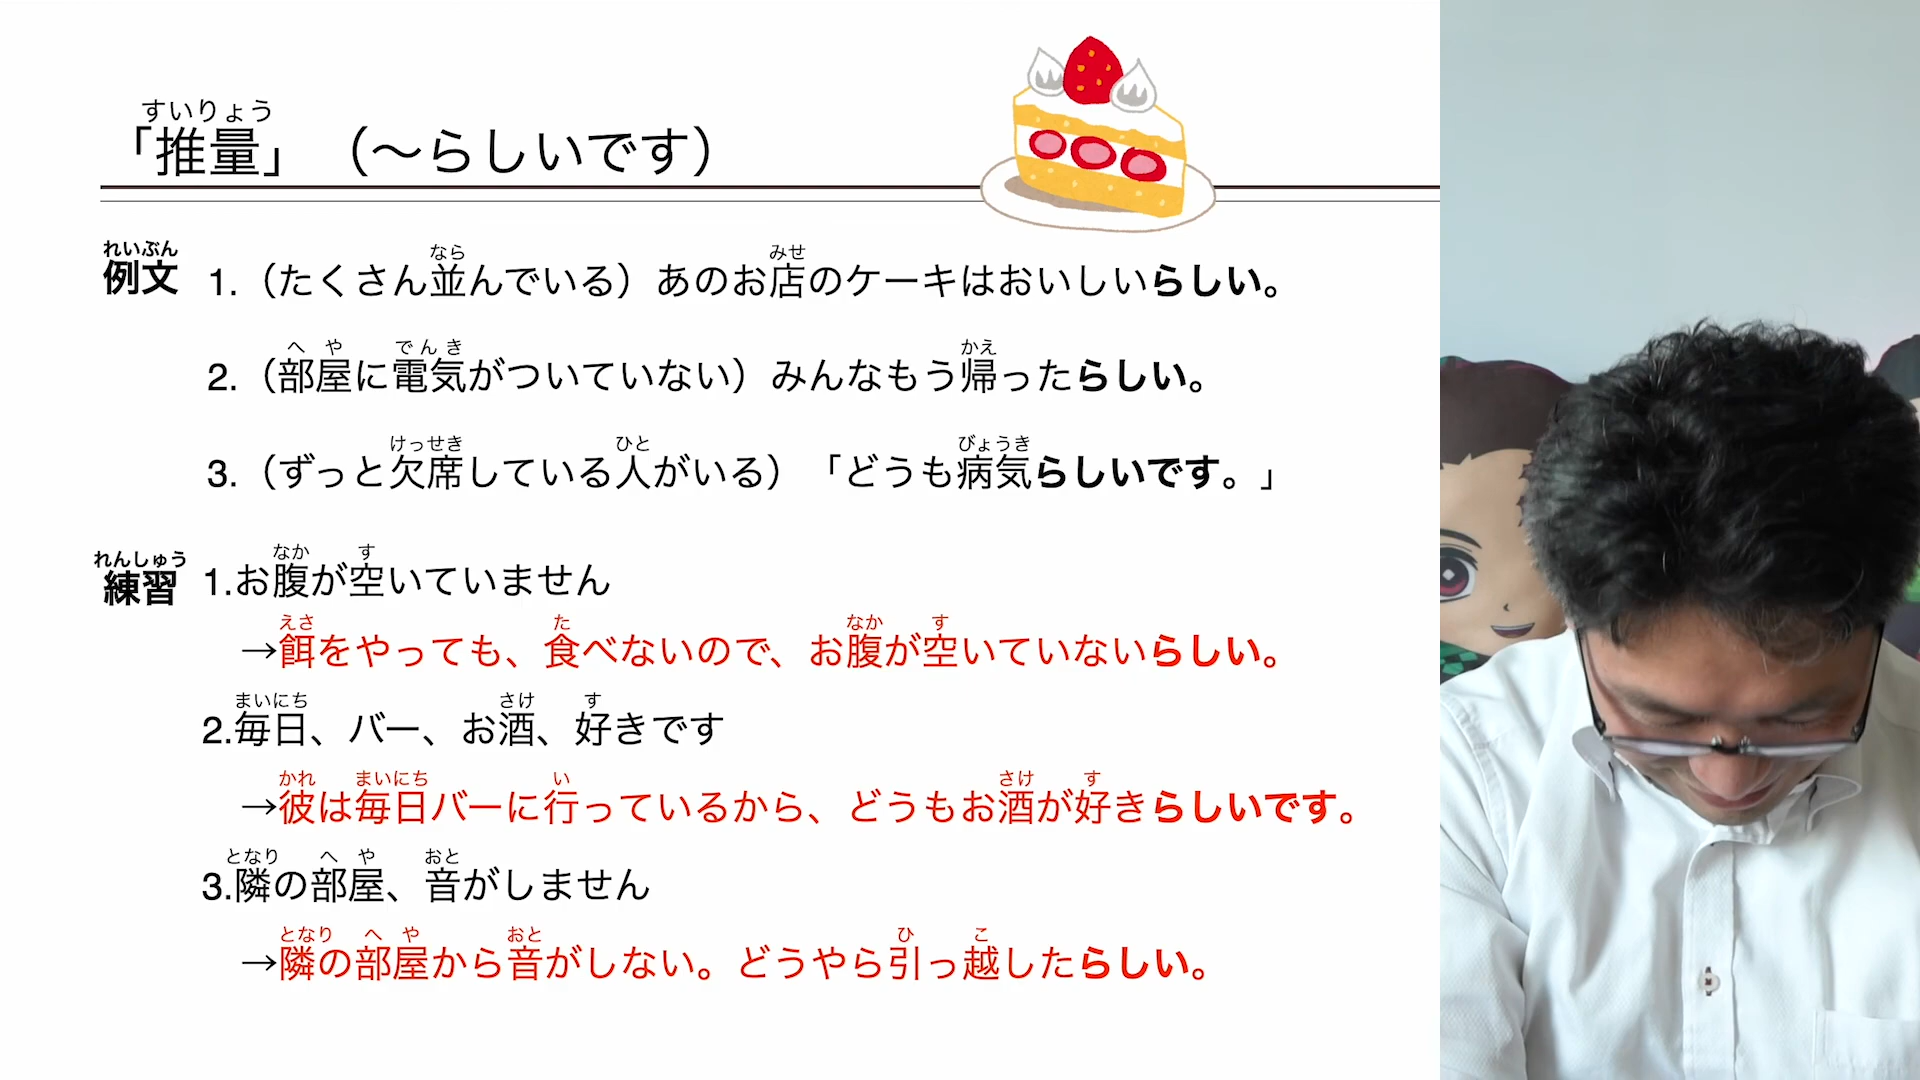 すいりょう
「推量」（～らしいです）
れいぶん なら みせ
例文 1.（たくさん並んでいる）あのお店のケーキはおいしいらしい。
へ や でんき かえ
2.（部屋に電気がついていない）みんなもう帰ったらしい。
けっせき ひと びょうき
3.（ずっと欠席している人がいる）「どうも病気らしいです。」
れんしゅう なか す
練習 1.お腹が空いていません
えさ た なか す
→餌をやっても、食べないので、お腹が空いていないらしい。
まいにち さけ す
2.毎日、バー、お酒、好きです
かれ まいにち い さけ す
→彼は毎日バーに行っているから、どうもお酒が好きらしいです。
となり へ や おと
3.隣の部屋、音がしません
となり へ や おと ひ こ
→隣の部屋から音がしない。どうやら引っ越したらしい。